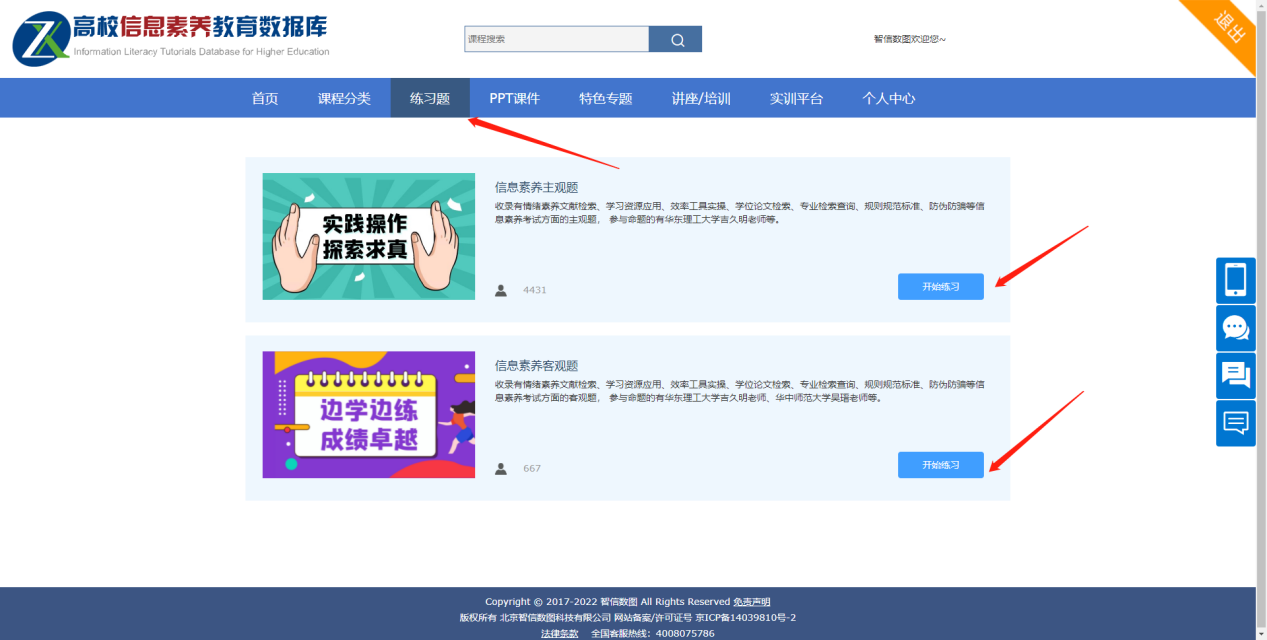 高校信息素养教育数据库
Information Literacy Tutorials Database for Higher Education
课程搜索
智信数图欢迎您~
退出
首页 课程分类 练习题 PPT课件 特色专题 讲座/培训 实训平台 个人中心
实践操作
探索求真
信息素养主观题
收录有情绪素养文献检索、学习资源应用、效率工具实操、学位论文检索、专业检索查询、规则规范标准、防伪防骗等信
息素养考试方面的主观题， 参与命题的有华东理工大学吉久明老师等。
4431
开始练习
边学边练
成绩卓越
信息素养客观题
收录有情绪素养文献检索、学习资源应用、效率工具实操、学位论文检索、专业检索查询、规则规范标准、防伪防骗等信
息素养考试方面的客观题， 参与命题的有华东理工大学吉久明老师、华中师范大学吴瑨老师等。
667
开始练习
Copyright © 2017-2022 智信数图 All Rights Reserved 免责声明
版权所有 北京智信数图科技有限公司 网站备案/许可证号 京ICP备14039810号-2
法律条款 全国客服热线：4008075786